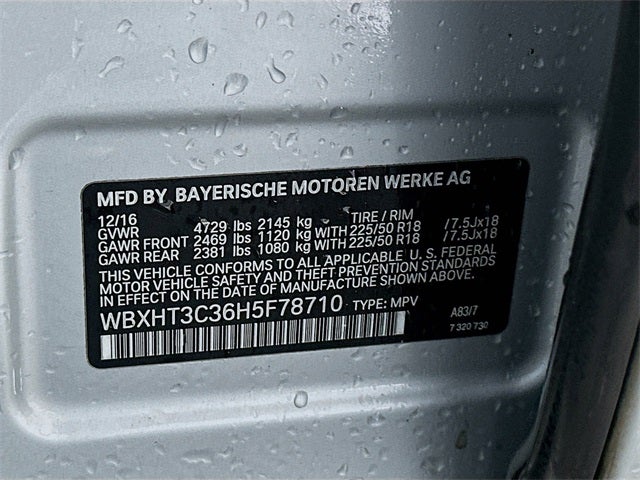 MFD BY BAYERISCHE MOTOREN WERKE AG
12/16 TIRE / RIM
GVWR 4729 lbs 2145 kg
GAWR FRONT 2469 lbs 1120 kg WITH 225/50 R18 /7.5Jx18
GAWR REAR 2381 lbs 1080 kg WITH 225/50 R18 /7.5Jx18
THIS VEHICLE CONFORMS TO ALL APPLICABLE U. S. FEDERAL
MOTOR VEHICLE SAFETY AND THEFT PREVENTION STANDARDS
IN EFFECT ON THE DATE OF MANUFACTURE SHOWN ABOVE.
WBXHT3C36H5F78710 TYPE: MPV
A83/7
7 320 730